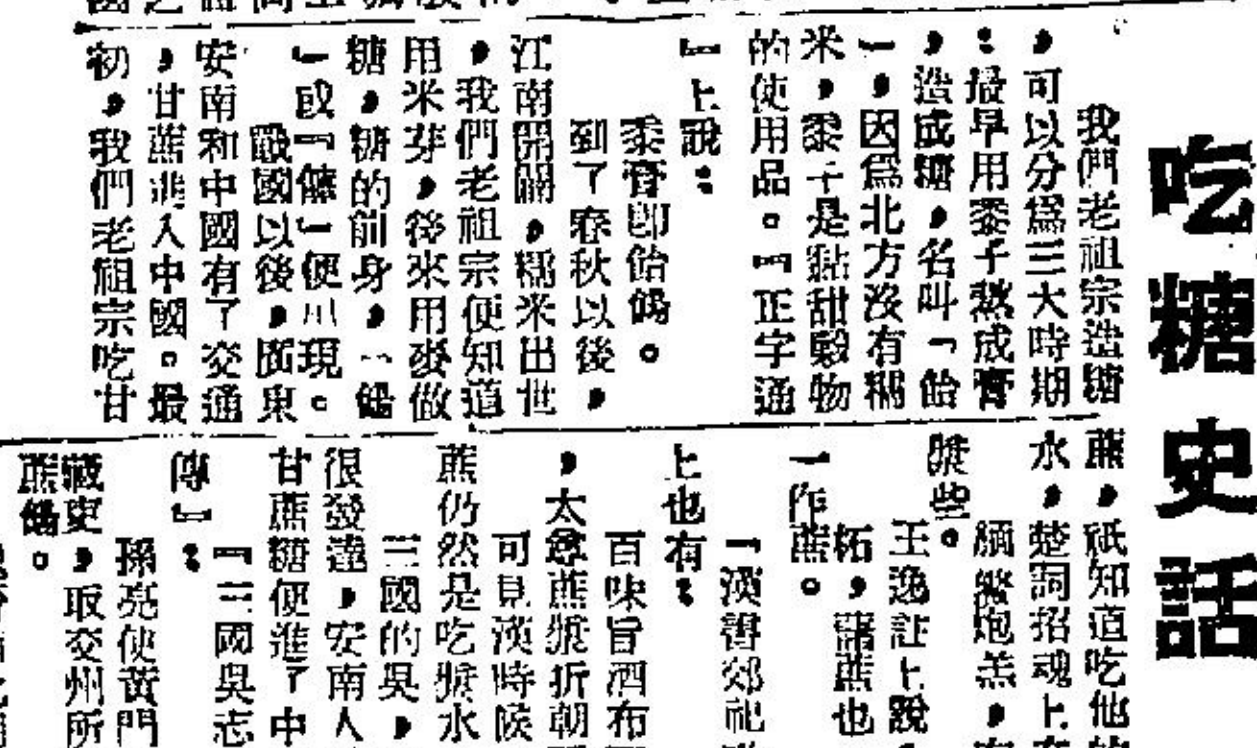 吃糖史話
我們老祖宗造糖
，可以分爲三大時期
：最早用黍子熬成膏
，造成糖，名叫「飴
」，因爲北方沒有糯
米，黍子是黏甜穀物
的使用品。『正字通
』上說：
黍膏卽飴餳。
到了春秋以後，
江南開闢，糯米出世
，我們老祖宗便知道
用米芽，後來用麥做
糖，糖的前身，「餳
」或『餹」便出現。
戰國以後，廣東
安南和中國有了交通
，甘蔗進入中國。最
初，我們老祖宗吃甘
蔗，祇知道吃他的
水，楚詞招魂上有
胹鱉炮羔，有
漿些。
王逸註上說
柘，藷蔗也
一作蔗。
『漢書郊祀
上也有：
百味旨酒布
，太尊蔗漿折朝
可見漢時候
蔗仍然是吃漿水
三國的吳，
很發達，安南人
甘蔗糖便進了中
『三國吳志
傳』：
孫亮使黃門
藏吏，取交州所
蔗餳。